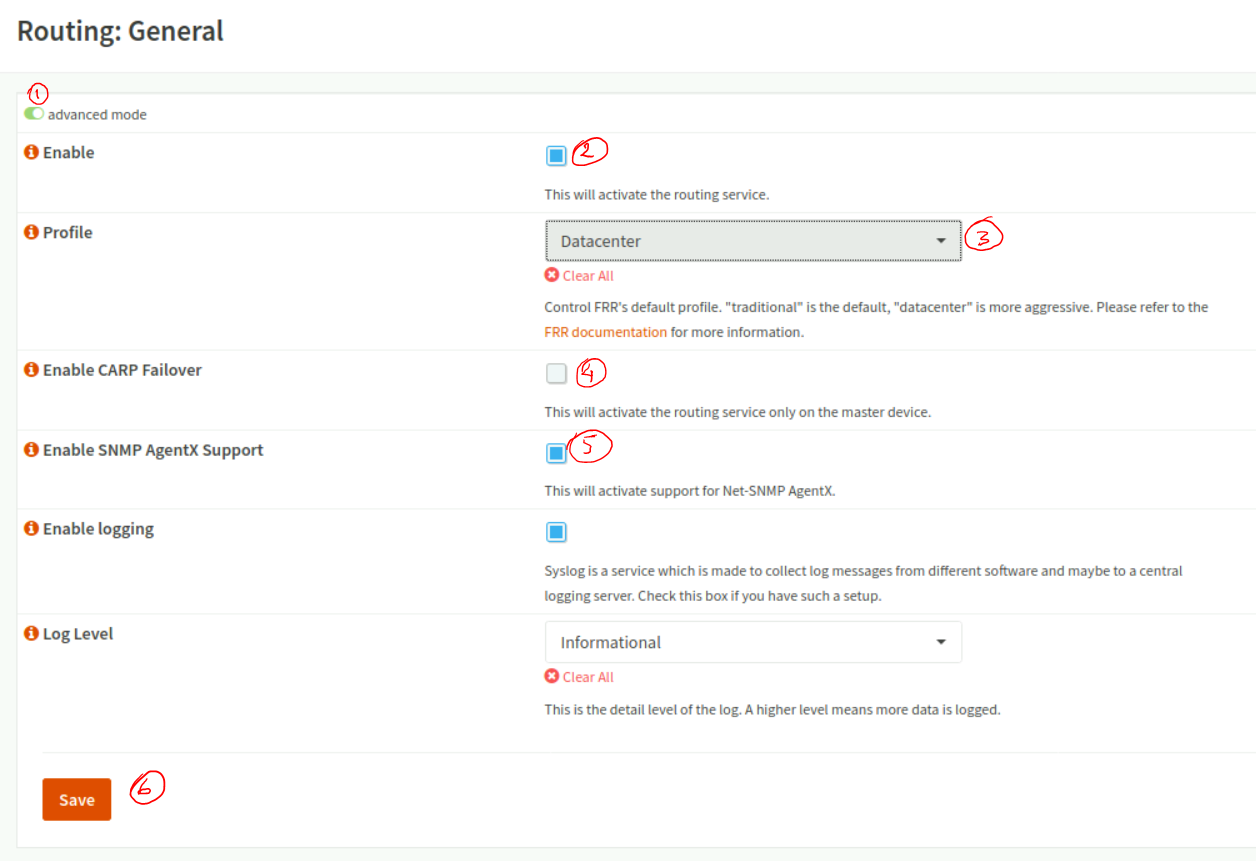 Routing: General
1
advanced mode
Enable
2
This will activate the routing service.
Profile
Datacenter
3
Clear All
Control FRR's default profile. "traditional" is the default, "datacenter" is more aggressive. Please refer to the
FRR documentation for more information.
Enable CARP Failover
4
This will activate the routing service only on the master device.
Enable SNMP AgentX Support
5
This will activate support for Net-SNMP AgentX.
Enable logging
Syslog is a service which is made to collect log messages from different software and maybe to a central
logging server. Check this box if you have such a setup.
Log Level
Informational
Clear All
This is the detail level of the log. A higher level means more data is logged.
Save
6